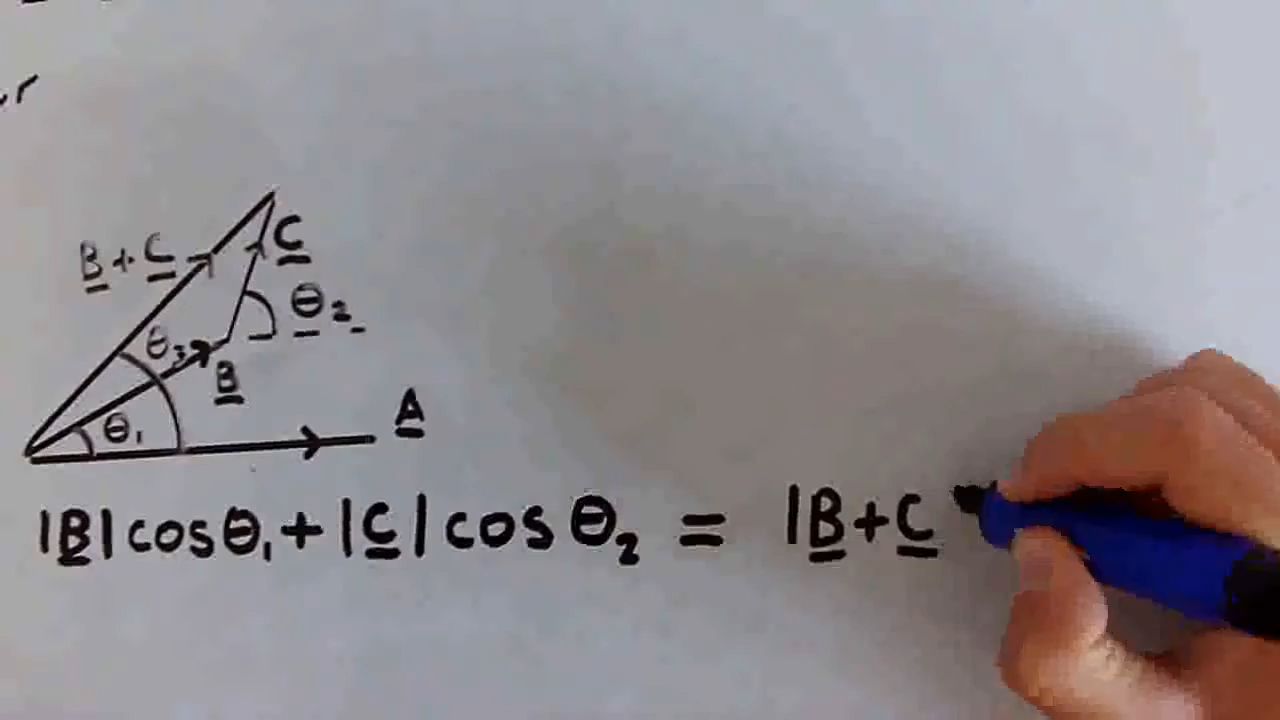 B + C
C
θ₂
θ₃
B
θ₁
A
|B| cos θ₁ + |C| cos θ₂ = |B + C